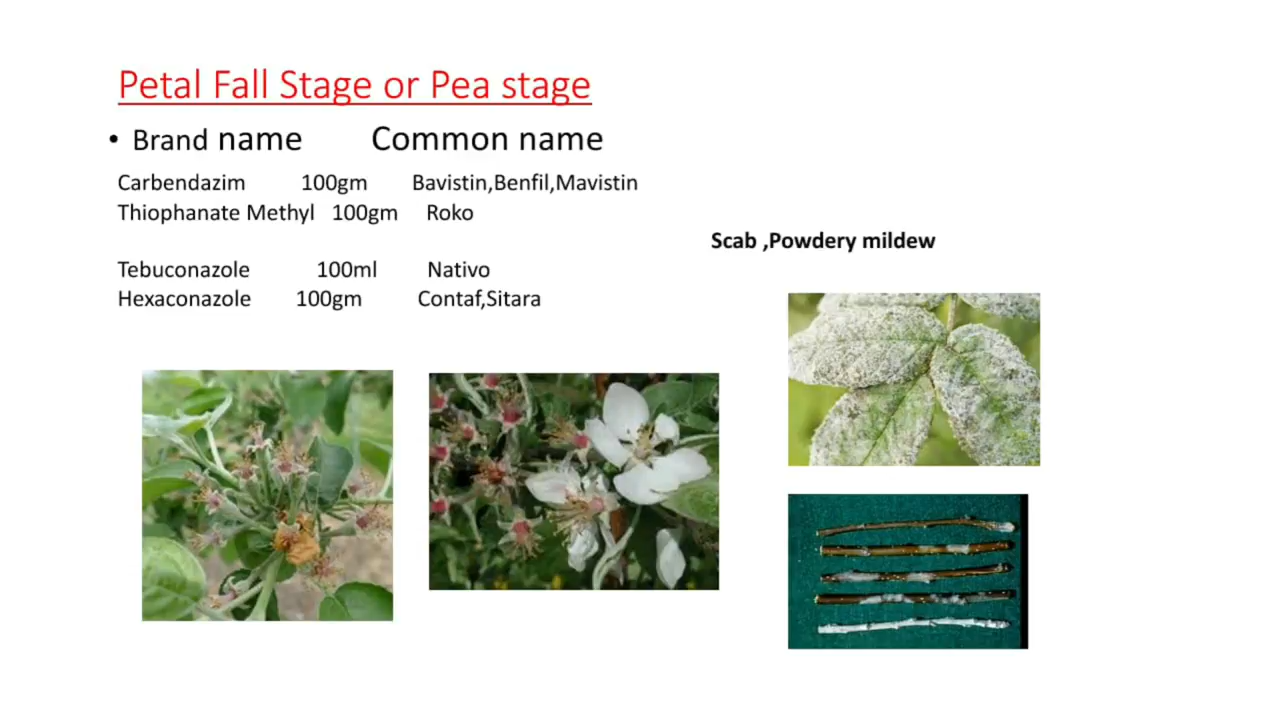 Petal Fall Stage or Pea stage
• Brand name Common name
Carbendazim 100gm Bavistin,Benfil,Mavistin
Thiophanate Methyl 100gm Roko
Scab ,Powdery mildew
Tebuconazole 100ml Nativo
Hexaconazole 100gm Contaf,Sitara